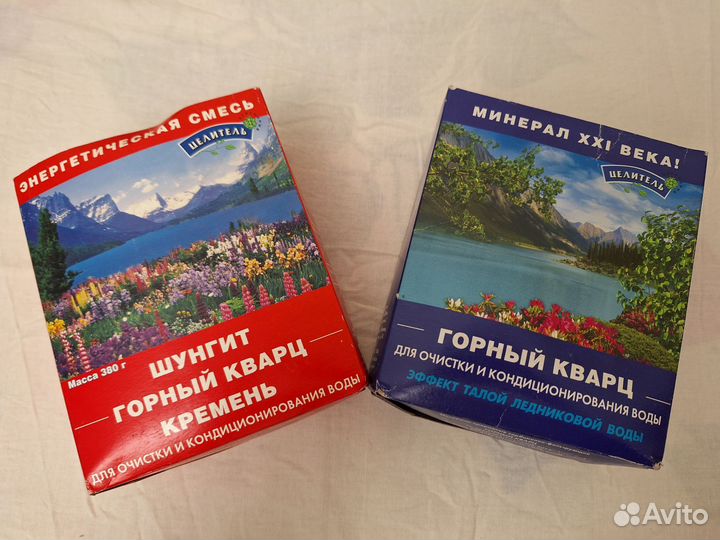 ЭНЕРГЕТИЧЕСКАЯ СМЕСЬ
ЦЕЛИТЕЛЬ
Масса 380 г
ШУНГИТ
ГОРНЫЙ КВАРЦ
КРЕМЕНЬ
ДЛЯ ОЧИСТКИ И КОНДИЦИОНИРОВАНИЯ ВОДЫ
МИНЕРАЛ XXI ВЕКА!
ЦЕЛИТЕЛЬ
ГОРНЫЙ КВАРЦ
ДЛЯ ОЧИСТКИ И КОНДИЦИОНИРОВАНИЯ ВОДЫ
ЭФФЕКТ ТАЛОЙ ЛЕДНИКОВОЙ ВОДЫ
Avito